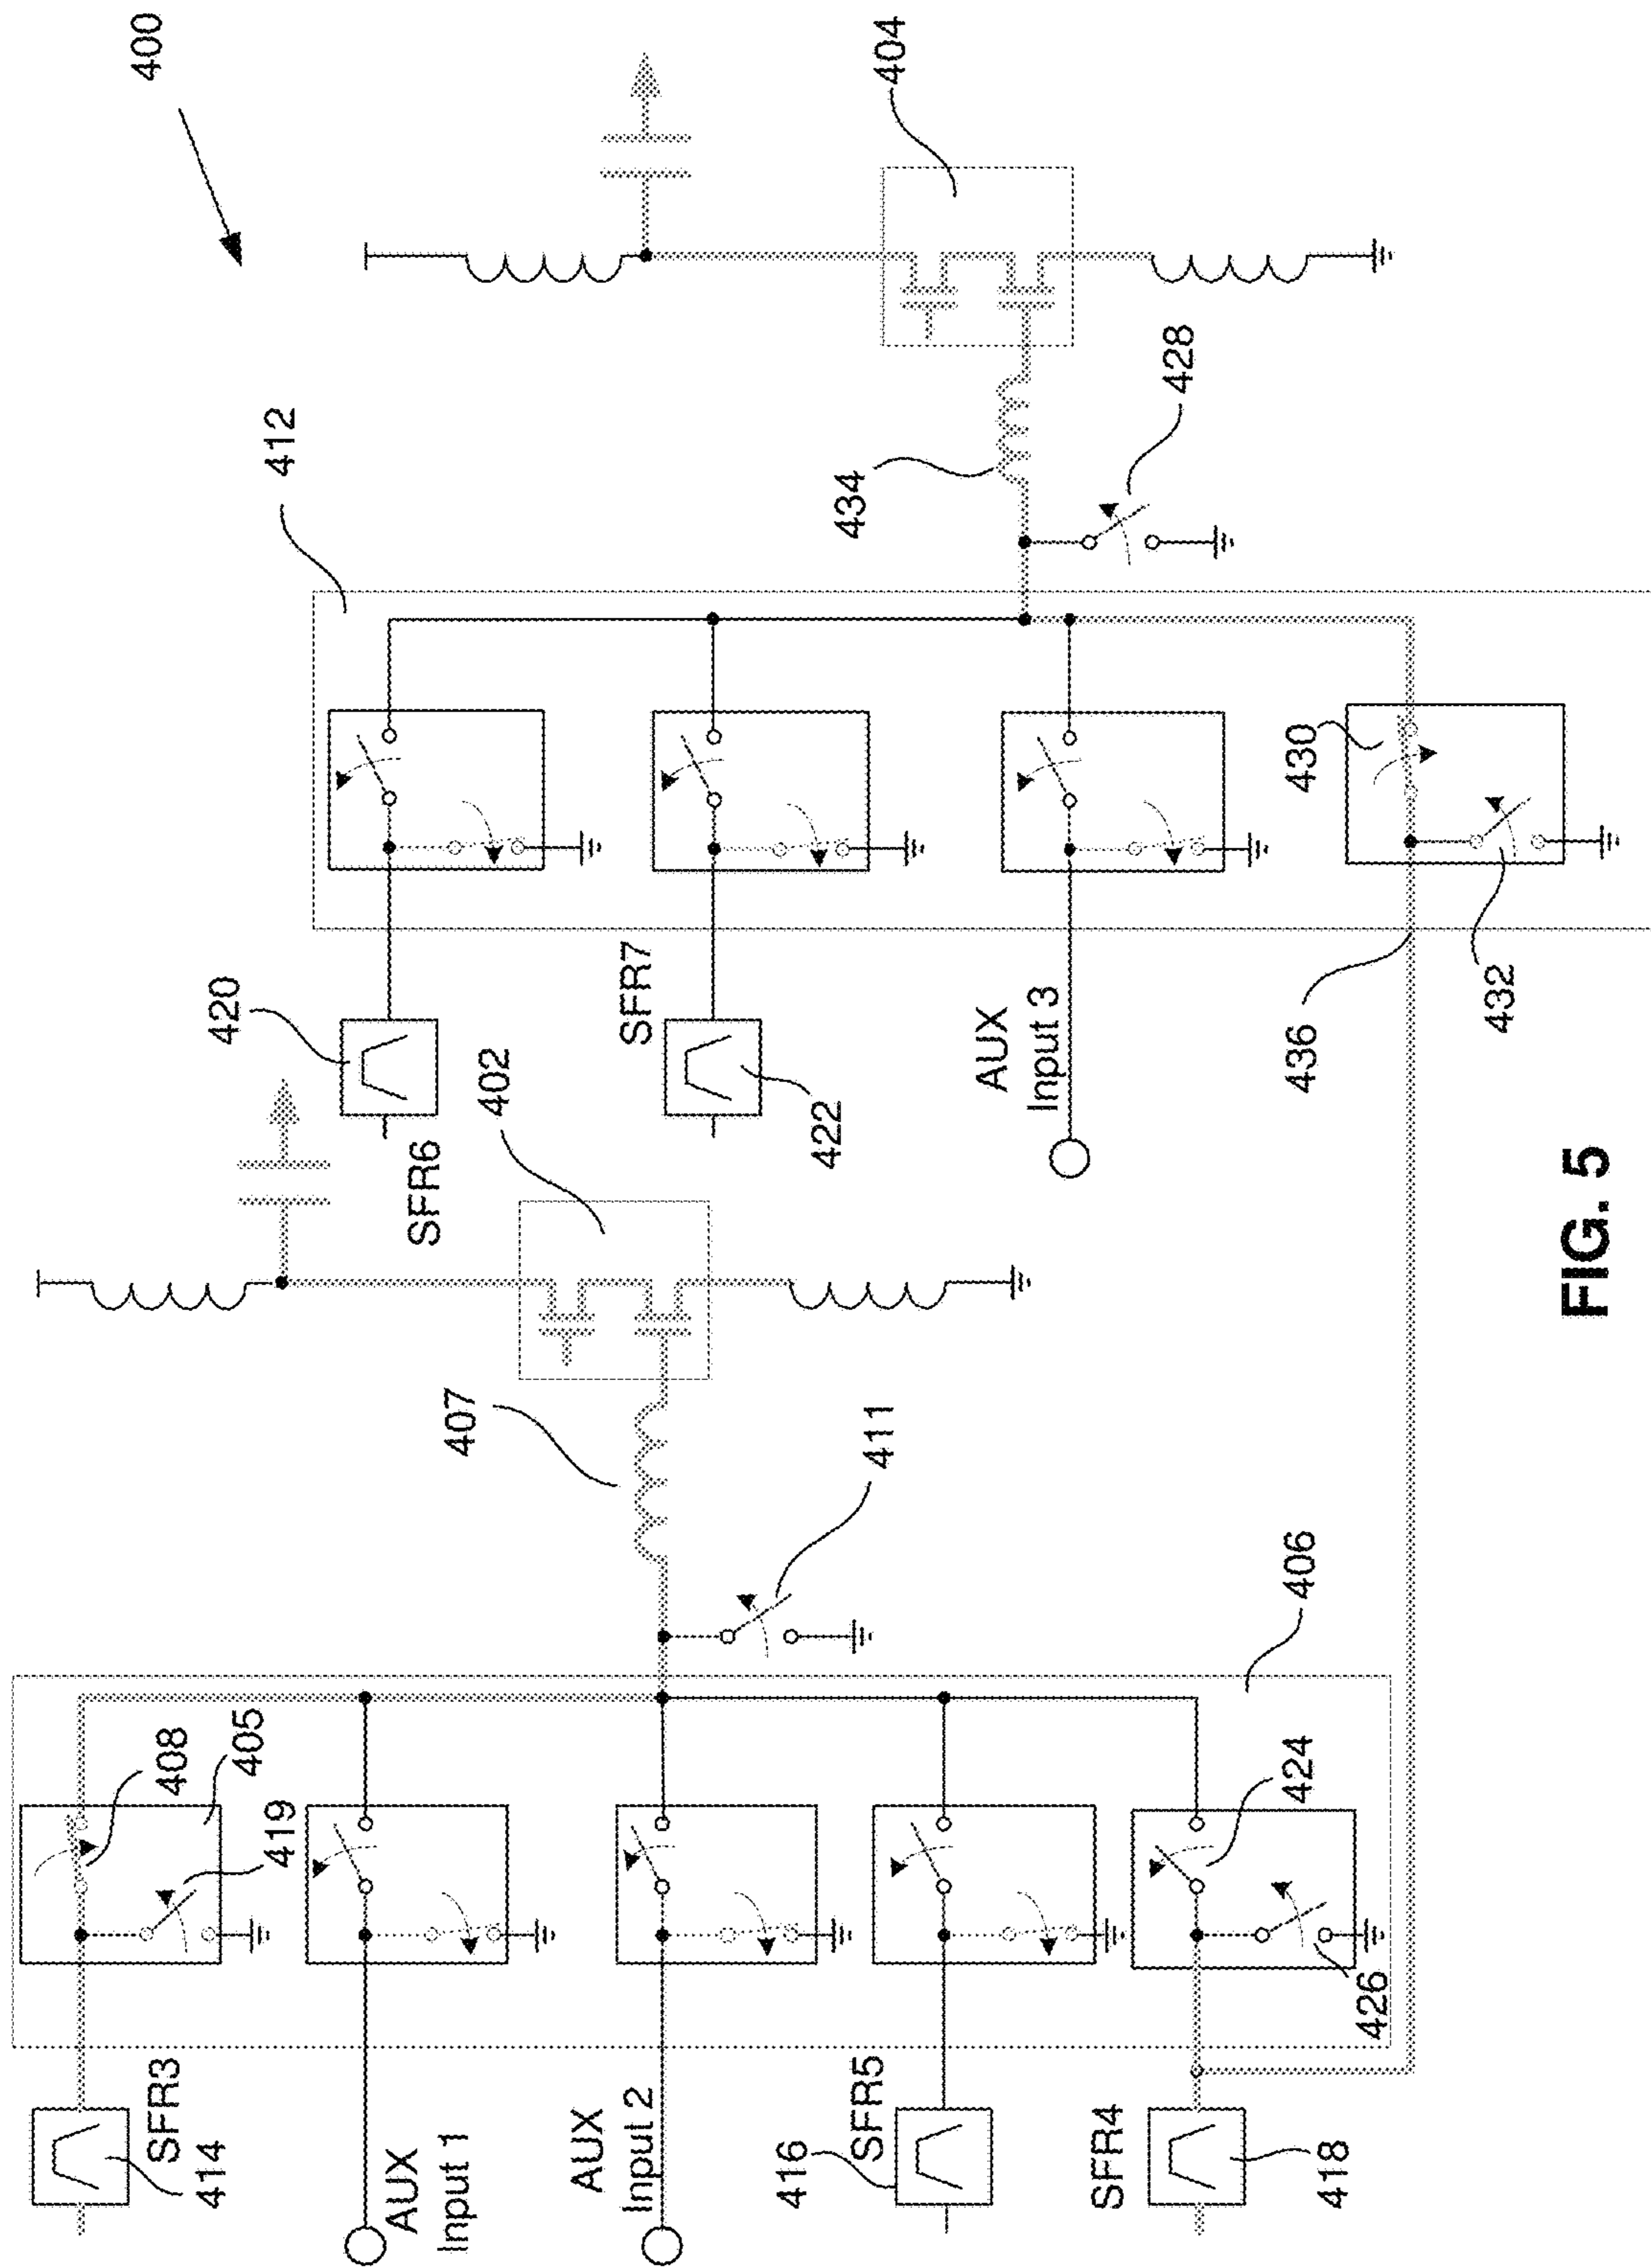 400
404
412
434
428
420
SFR6
SFR7
422
402
AUX
Input 3
430
432
436
407
411
406
408
405
419
424
426
SFR3
414
AUX
Input 1
AUX
Input 2
SFR5
416
SFR4
418
FIG. 5